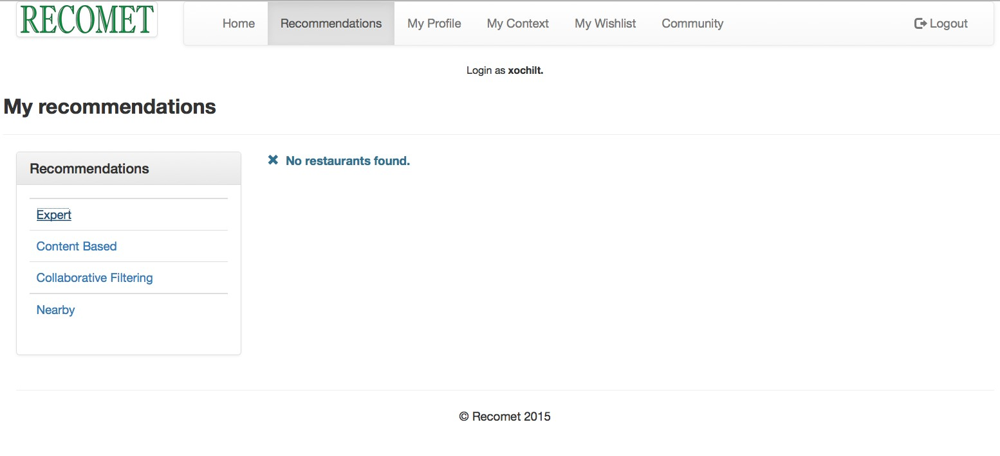 RECOMET
Home Recommendations My Profile My Context My Wishlist Community Logout
Login as xochilt.
My recommendations
Recommendations
Expert
Content Based
Collaborative Filtering
Nearby
No restaurants found.
© Recomet 2015